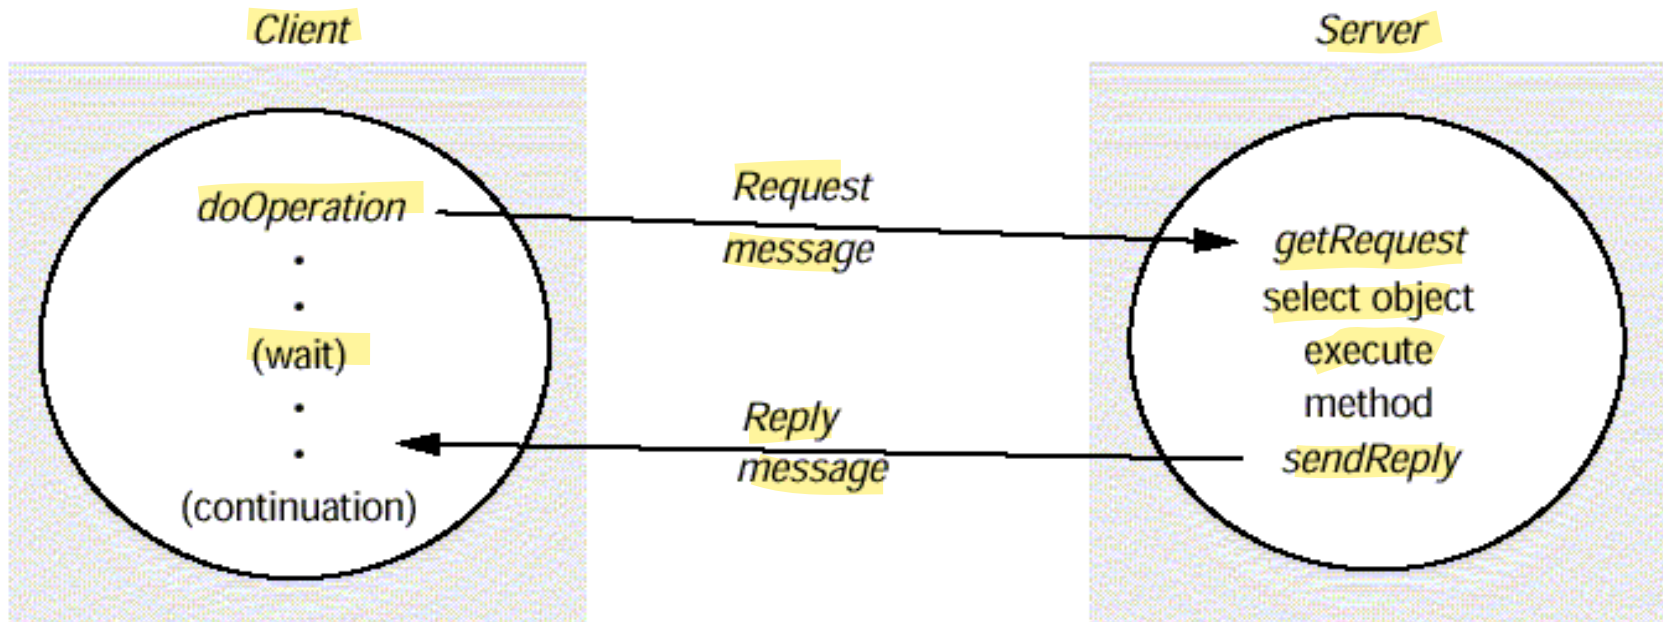 Client
Server
doOperation
.
.
(wait)
.
.
(continuation)
Request
message
Reply
message
getRequest
select object
execute
method
sendReply